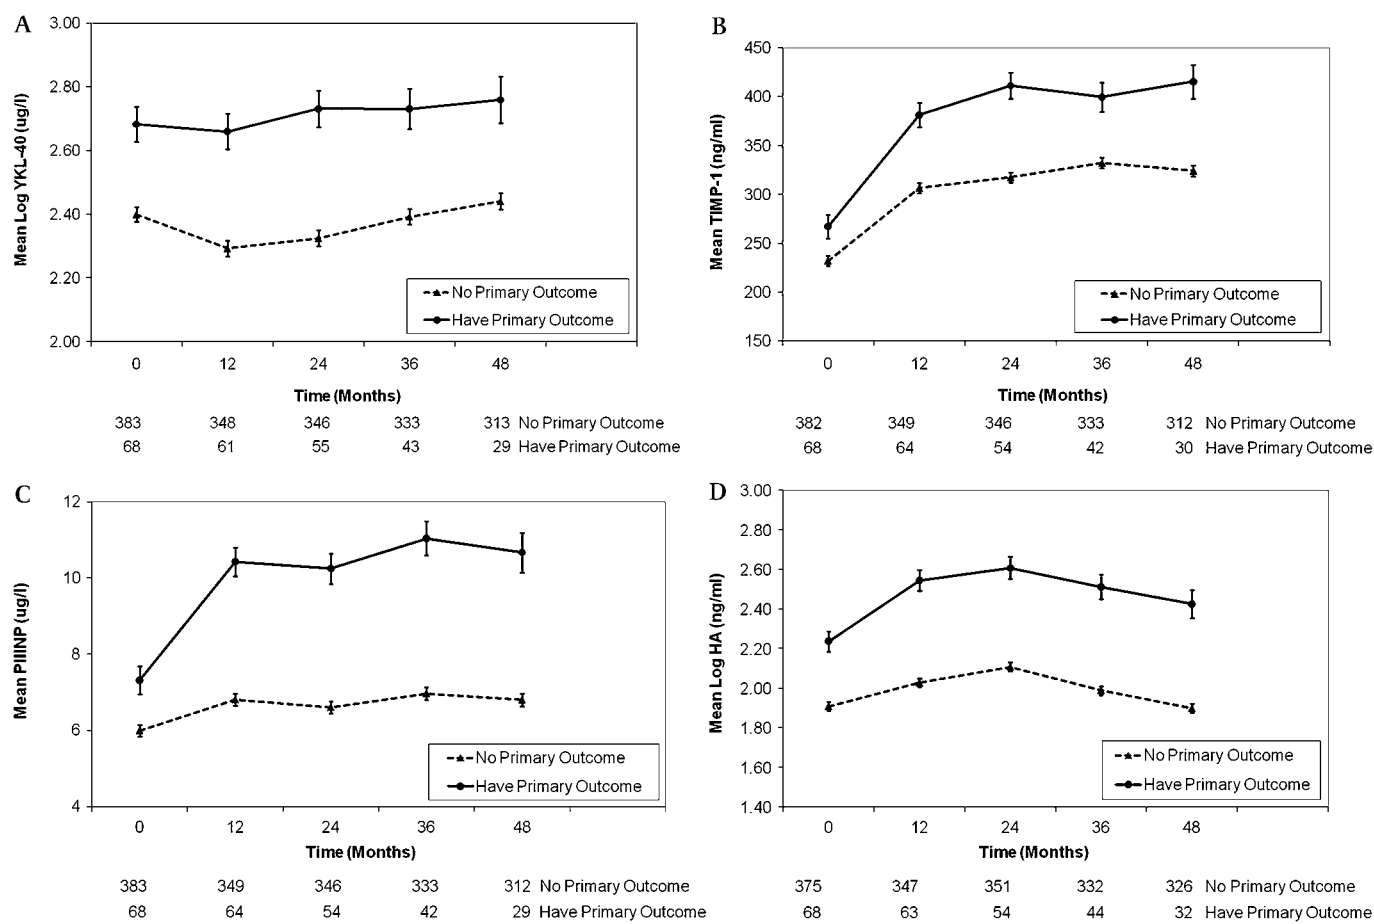 A
3.00
2.80
2.60
2.40
2.20
2.00
Mean Log YKL-40 (ug/l)
No Primary Outcome
Have Primary Outcome
0 12 24 36 48
Time (Months)
383 348 346 333 313 No Primary Outcome
68 61 55 43 29 Have Primary Outcome
B
450
400
350
300
250
200
150
Mean TIMP-1 (ng/ml)
No Primary Outcome
Have Primary Outcome
0 12 24 36 48
Time (Months)
382 349 346 333 312 No Primary Outcome
68 64 54 42 30 Have Primary Outcome
C
12
10
8
6
4
Mean PIIINP (ug/l)
No Primary Outcome
Have Primary Outcome
0 12 24 36 48
Time (Months)
383 349 346 333 312 No Primary Outcome
68 64 54 42 29 Have Primary Outcome
D
3.00
2.80
2.60
2.40
2.20
2.00
1.80
1.60
1.40
Mean Log HA (ng/ml)
No Primary Outcome
Have Primary Outcome
0 12 24 36 48
Time (Months)
375 347 351 332 326 No Primary Outcome
68 63 54 44 32 Have Primary Outcome